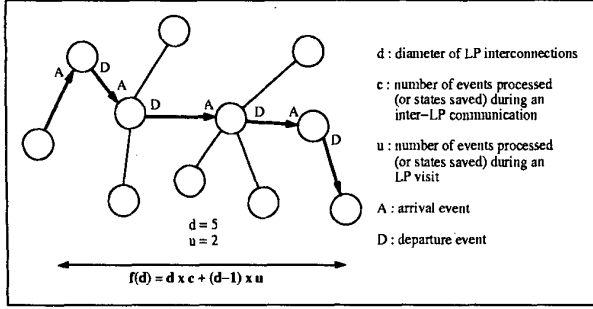 A
D
A
D
A
D
A
D
d = 5
u = 2
f(d) = d x c + (d-1) x u
d : diameter of LP interconnections
c : number of events processed
(or states saved) during an
inter-LP communication
u : number of events processed
(or states saved) during an
LP visit
A : arrival event
D : departure event